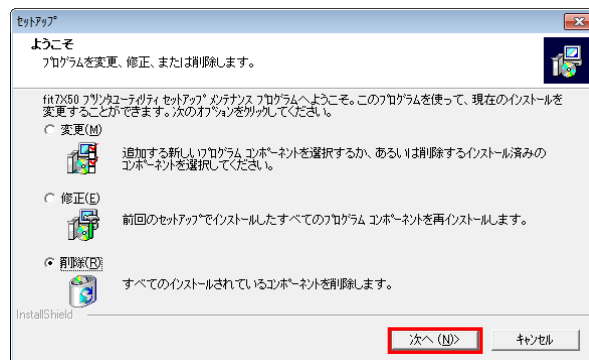 セットアップ
ようこそ
プログラムを変更、修正、または削除します。
fit7X50 プリンタユーティリティ セットアップ メンテナンス プログラムへようこそ。このプログラムを使って、現在のインストールを
変更することができます。次のオプションをクリックしてください。
変更(M)
追加する新しいプログラム コンポーネントを選択するか、あるいは削除するインストール済みの
コンポーネントを選択してください。
修正(E)
前回のセットアップでインストールしたすべてのプログラム コンポーネントを再インストールします。
削除(R)
すべてのインストールされているコンポーネントを削除します。
InstallShield
次へ (N)>
キャンセル